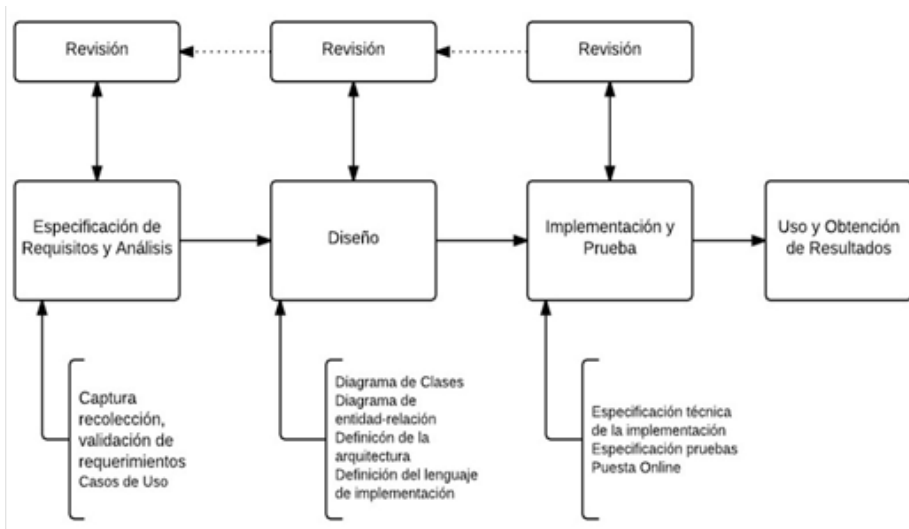 Revisión
Revisión
Revisión
Especificación de
Requisitos y Análisis
Diseño
Implementación y
Prueba
Uso y Obtención
de Resultados
Captura
recolección,
validación de
requerimientos
Casos de Uso
Diagrama de Clases
Diagrama de
entidad-relación
Definicón de la
arquitectura
Definición del lenguaje
de implementación
Especificación técnica
de la implementación
Especificación pruebas
Puesta Online